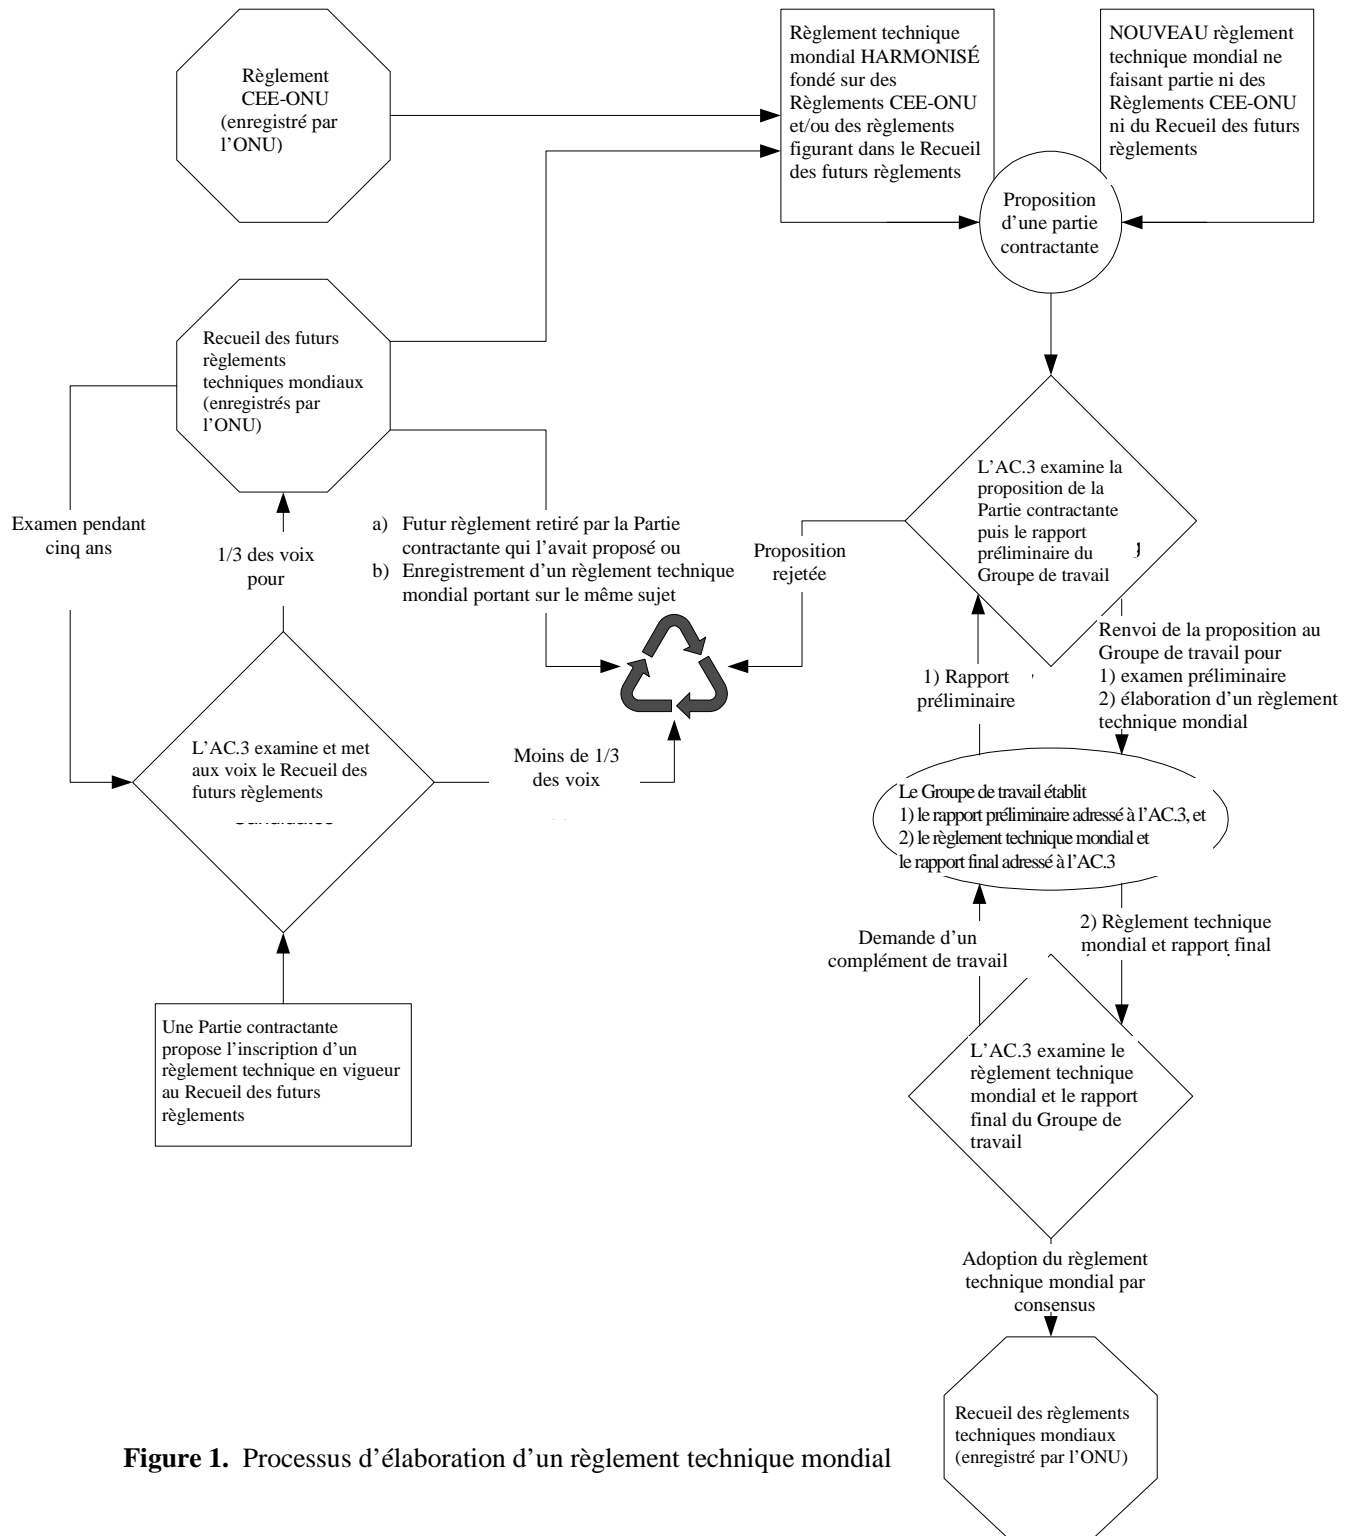 Règlement
CEE-ONU
(enregistré par
l’ONU)
Règlement technique
mondial HARMONISÉ
fondé sur des
Règlements CEE-ONU
et/ou des règlements
figurant dans le Recueil
des futurs règlements
NOUVEAU règlement
technique mondial ne
faisant partie ni des
Règlements CEE-ONU
ni du Recueil des futurs
règlements
Proposition
d’une partie
contractante
Recueil des futurs
règlements
techniques mondiaux
(enregistrés par
l’ONU)
Examen pendant
cinq ans
1/3 des voix
pour
a) Futur règlement retiré par la Partie
contractante qui l’avait proposé ou
b) Enregistrement d’un règlement technique
mondial portant sur le même sujet
Proposition
rejetée
L’AC.3 examine la
proposition de la
Partie contractante
puis le rapport
préliminaire du
Groupe de travail
1) Rapport
préliminaire
Renvoi de la proposition au
Groupe de travail pour
1) examen préliminaire
2) élaboration d’un règlement
technique mondial
L’AC.3 examine et met
aux voix le Recueil des
futurs règlements
Moins de 1/3
des voix
Le Groupe de travail établit
1) le rapport préliminaire adressé à l’AC.3, et
2) le règlement technique mondial et
le rapport final adressé à l’AC.3
Demande d’un
complément de travail
2) Règlement technique
mondial et rapport final
Une Partie contractante
propose l’inscription d’un
règlement technique en vigueur
au Recueil des futurs
règlements
L’AC.3 examine le
règlement technique
mondial et le rapport
final du Groupe de
travail
Adoption du règlement
technique mondial par
consensus
Recueil des règlements
techniques mondiaux
(enregistré par l’ONU)
Figure 1. Processus d’élaboration d’un règlement technique mondial